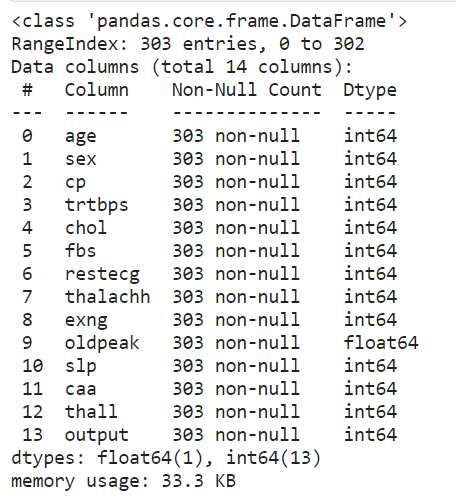 <class 'pandas.core.frame.DataFrame'>
RangeIndex: 303 entries, 0 to 302
Data columns (total 14 columns):
 #   Column    Non-Null Count  Dtype
---  ------    --------------  -----
 0   age       303 non-null    int64
 1   sex       303 non-null    int64
 2   cp        303 non-null    int64
 3   trtbps    303 non-null    int64
 4   chol      303 non-null    int64
 5   fbs       303 non-null    int64
 6   restecg   303 non-null    int64
 7   thalachh  303 non-null    int64
 8   exng      303 non-null    int64
 9   oldpeak   303 non-null    float64
 10  slp       303 non-null    int64
 11  caa       303 non-null    int64
 12  thall     303 non-null    int64
 13  output    303 non-null    int64
dtypes: float64(1), int64(13)
memory usage: 33.3 KB